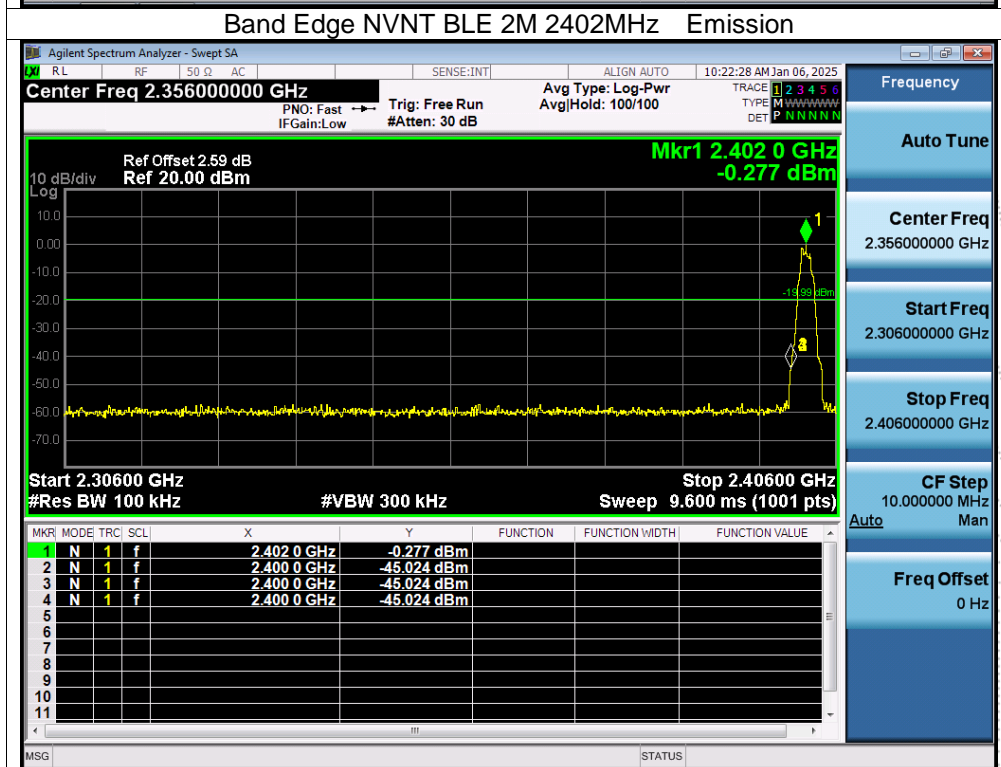 Band Edge NVNT BLE 2M 2402MHz Emission
Agilent Spectrum Analyzer - Swept SA
LXI RL RF 50 Ω AC SENSE:INT ALIGN AUTO 10:22:28 AM Jan 06, 2025
Center Freq 2.356000000 GHz
PNO: Fast
IFGain:Low
Trig: Free Run
#Atten: 30 dB
Avg Type: Log-Pwr
Avg|Hold: 100/100
TRACE 1 2 3 4 5 6
TYPE M WWWWW
DET P N N N N N
Ref Offset 2.59 dB
10 dB/div Ref 20.00 dBm
Log
Mkr1 2.402 0 GHz
-0.277 dBm
10.0
0.00
-10.0
-20.0
-30.0
-40.0
-50.0
-60.0
-70.0
1
-19.99 dBm
Start 2.30600 GHz Stop 2.40600 GHz
#Res BW 100 kHz #VBW 300 kHz Sweep 9.600 ms (1001 pts)
MKR MODE TRC SCL X Y FUNCTION FUNCTION WIDTH FUNCTION VALUE
1 N 1 f 2.402 0 GHz -0.277 dBm
2 N 1 f 2.400 0 GHz -45.024 dBm
3 N 1 f 2.400 0 GHz -45.024 dBm
4 N 1 f 2.400 0 GHz -45.024 dBm
5
6
7
8
9
10
11
MSG STATUS
Frequency
Auto Tune
Center Freq
2.356000000 GHz
Start Freq
2.306000000 GHz
Stop Freq
2.406000000 GHz
CF Step
10.000000 MHz
Auto Man
Freq Offset
0 Hz